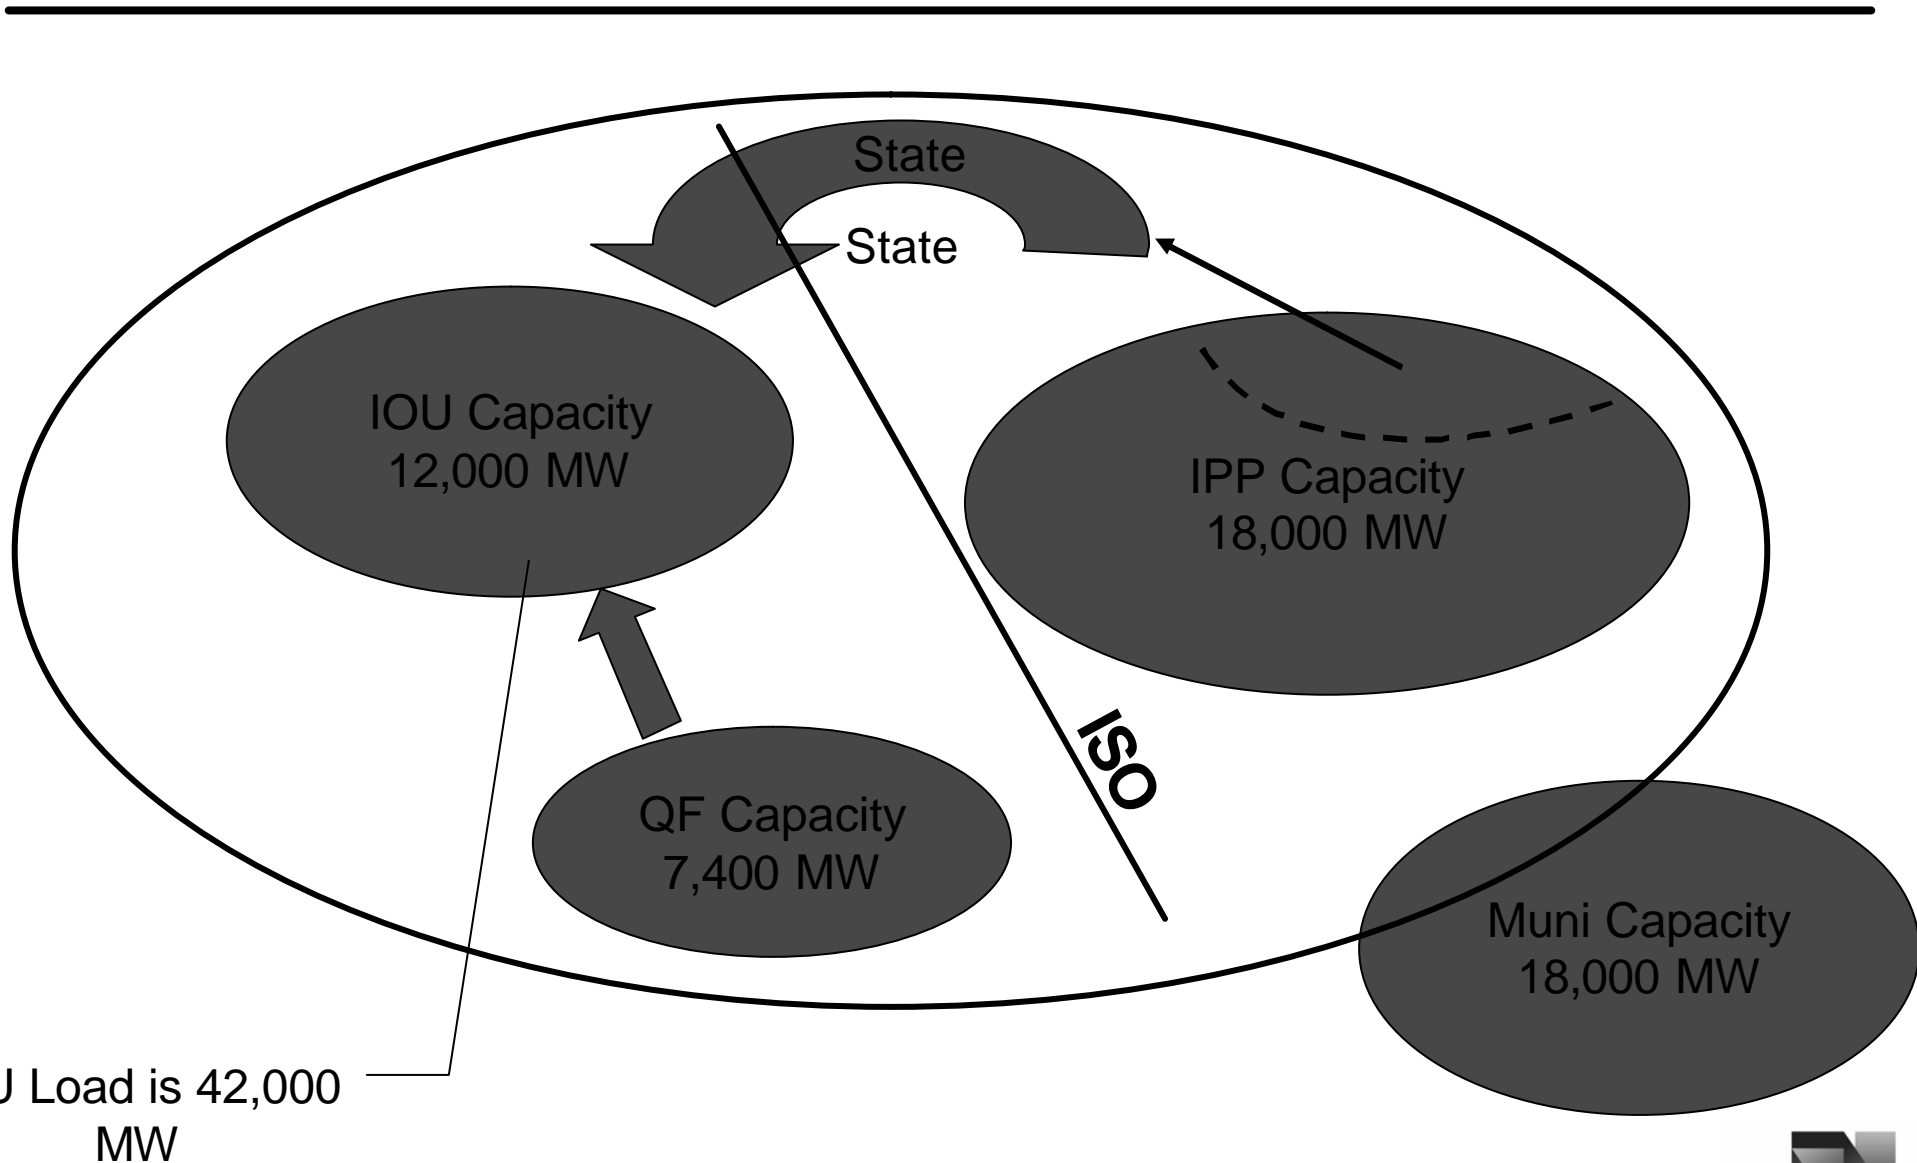 State
State
IOU Capacity
12,000 MW
IPP Capacity
18,000 MW
ISO
QF Capacity
7,400 MW
Muni Capacity
18,000 MW
Load is 42,000
MW